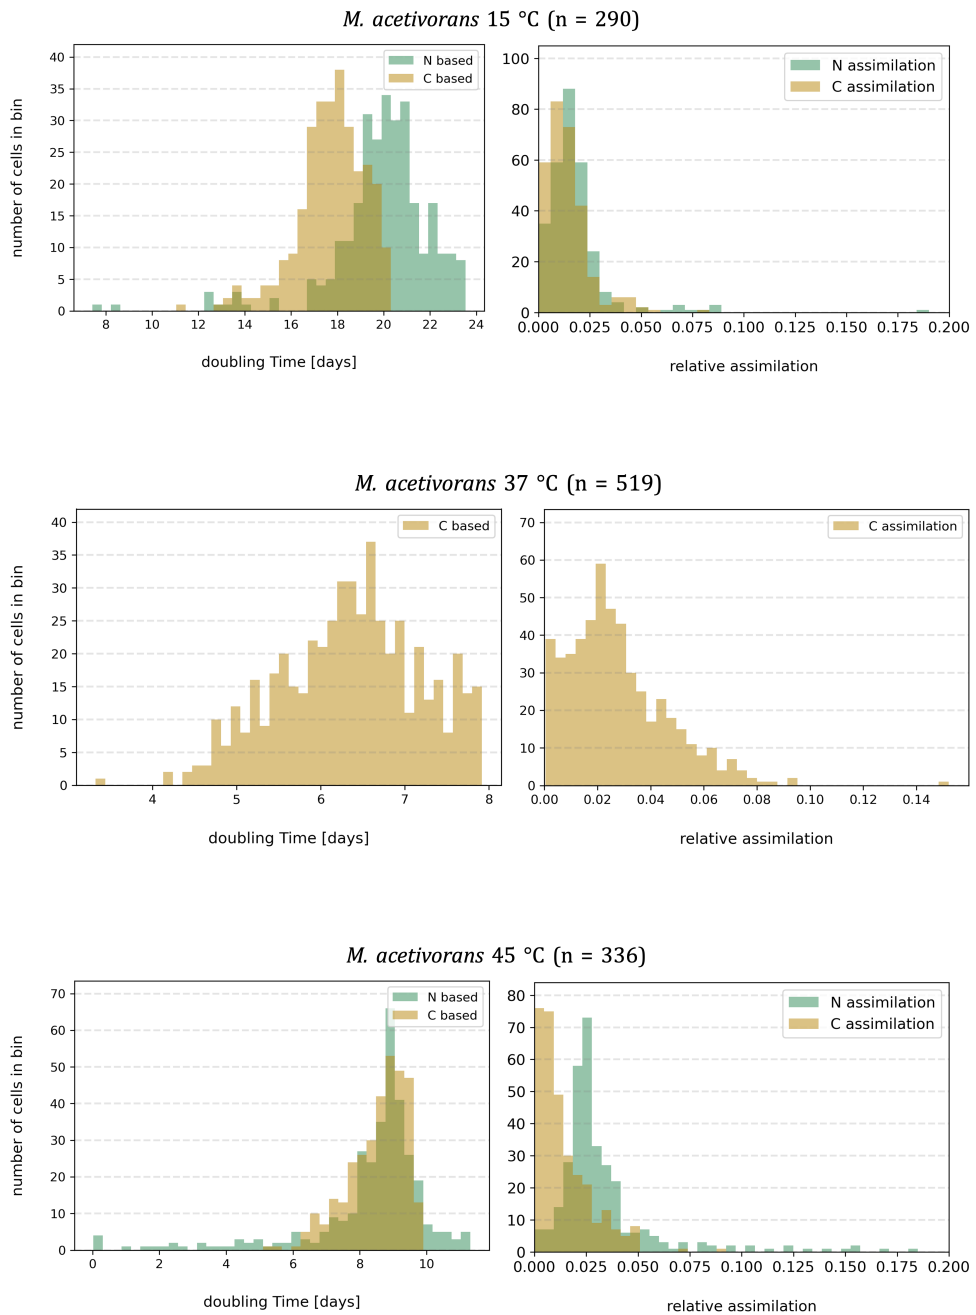 M. acetivorans 15 °C (n = 290)
number of cells in bin
40
35
30
25
20
15
10
5
0
N based
C based
8 10 12 14 16 18 20 22 24
doubling Time [days]
100
80
60
40
20
0
N assimilation
C assimilation
0.000 0.025 0.050 0.075 0.100 0.125 0.150 0.175 0.200
relative assimilation
M. acetivorans 37 °C (n = 519)
number of cells in bin
40
35
30
25
20
15
10
5
0
C based
4 5 6 7 8
doubling Time [days]
70
60
50
40
30
20
10
0
C assimilation
0.00 0.02 0.04 0.06 0.08 0.10 0.12 0.14
relative assimilation
M. acetivorans 45 °C (n = 336)
number of cells in bin
70
60
50
40
30
20
10
0
N based
C based
0 2 4 6 8 10
doubling Time [days]
80
70
60
50
40
30
20
10
0
N assimilation
C assimilation
0.000 0.025 0.050 0.075 0.100 0.125 0.150 0.175 0.200
relative assimilation